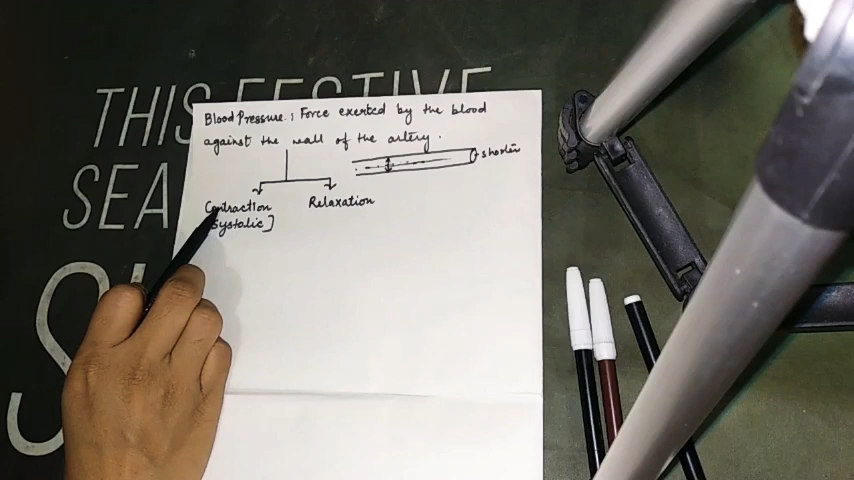 THIS FESTIVE
SEA
Blood Pressure : Force exerted by the blood
against the wall of the artery.
shorter
Contraction
Relaxation
Systolic]